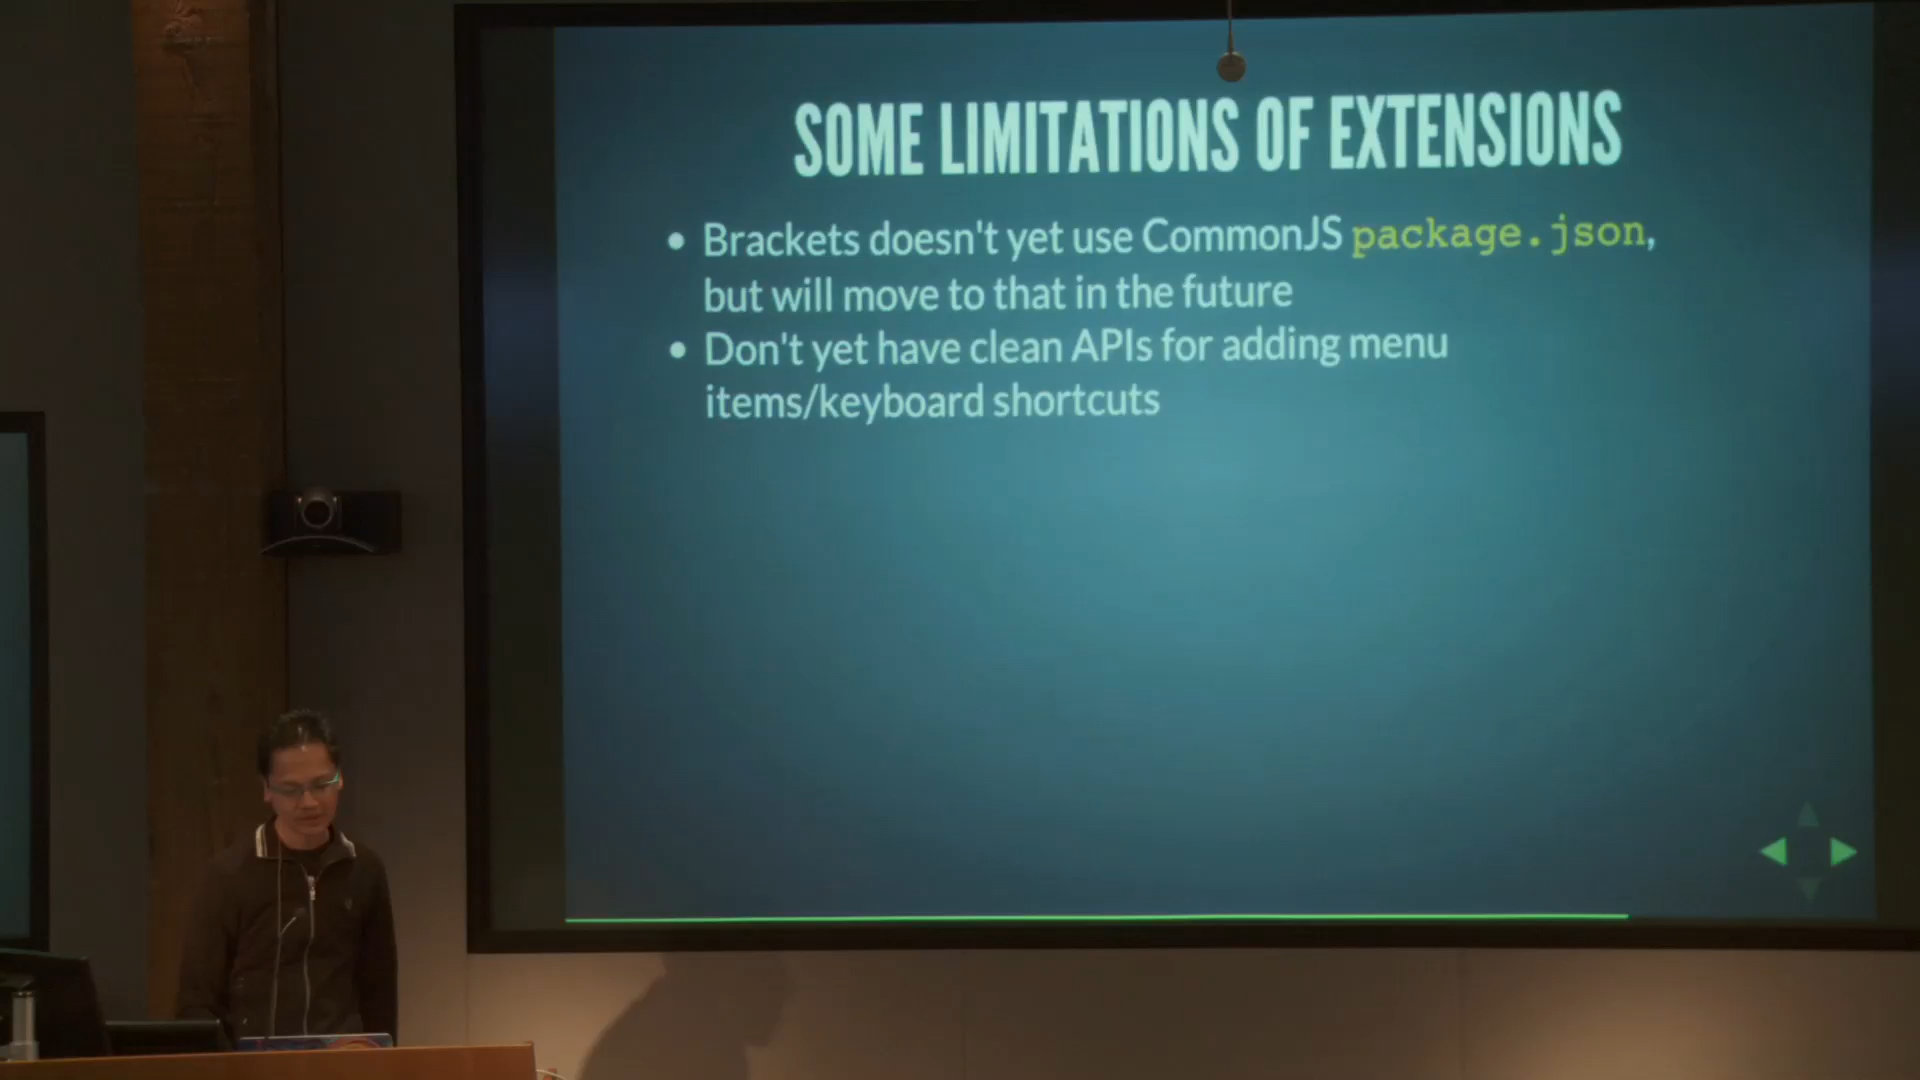 SOME LIMITATIONS OF EXTENSIONS
• Brackets doesn't yet use CommonJS package.json,
but will move to that in the future
• Don't yet have clean APIs for adding menu
items/keyboard shortcuts